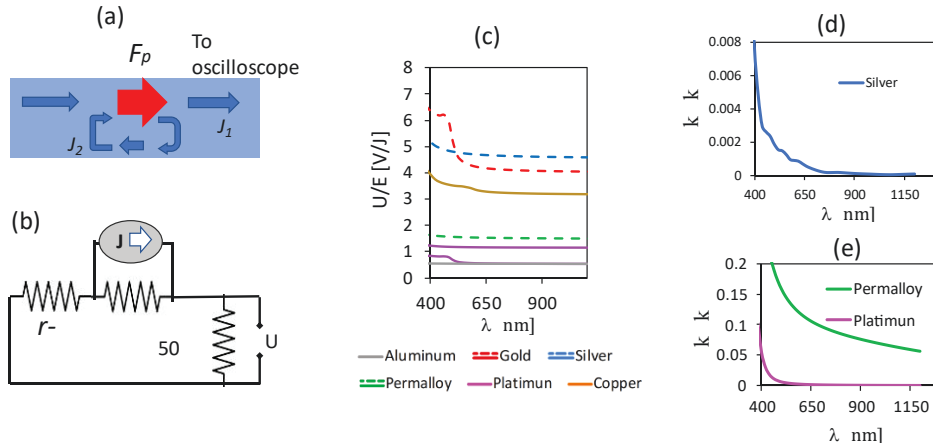 (a)
Fp
To
oscilloscope
J2
J1
(b)
J
r-
50
U
(c)
U/E [V/J]
8
7
6
5
4
3
2
1
0
400
650
900
λ nm]
Aluminum
Gold
Silver
Permalloy
Platimun
Copper
(d)
k k
0.008
0.006
0.004
0.002
0
Silver
400
650
900
1150
λ nm]
(e)
k k
0.2
0.15
0.1
0.05
0
Permalloy
Platimun
400
650
900
1150
λ nm]